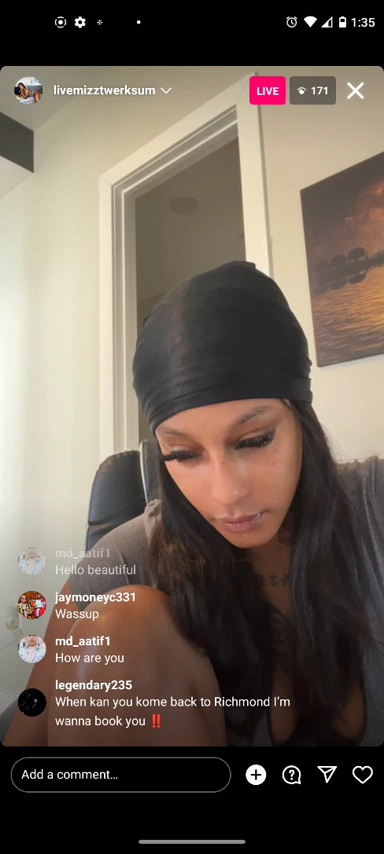 1:35
livemizztwerksum
LIVE
171
md_aatif1
Hello beautiful
jaymoneyc331
Wassup
md_aatif1
How are you
legendary235
When kan you kome back to Richmond I'm
wanna book you ‼️
Add a comment...